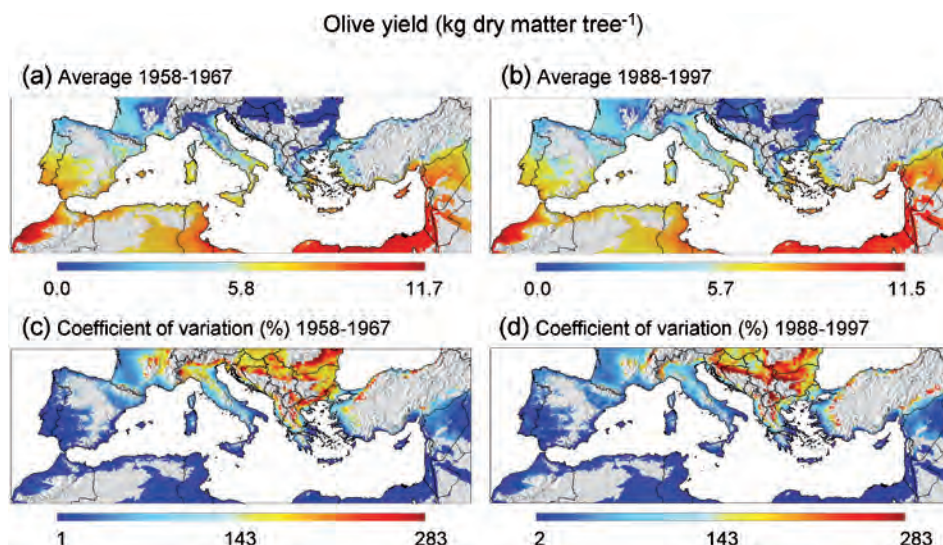 Olive yield (kg dry matter tree⁻¹)
(a) Average 1958-1967
(b) Average 1988-1997
0.0 5.8 11.7
0.0 5.7 11.5
(c) Coefficient of variation (%) 1958-1967
(d) Coefficient of variation (%) 1988-1997
1 143 283
2 143 283